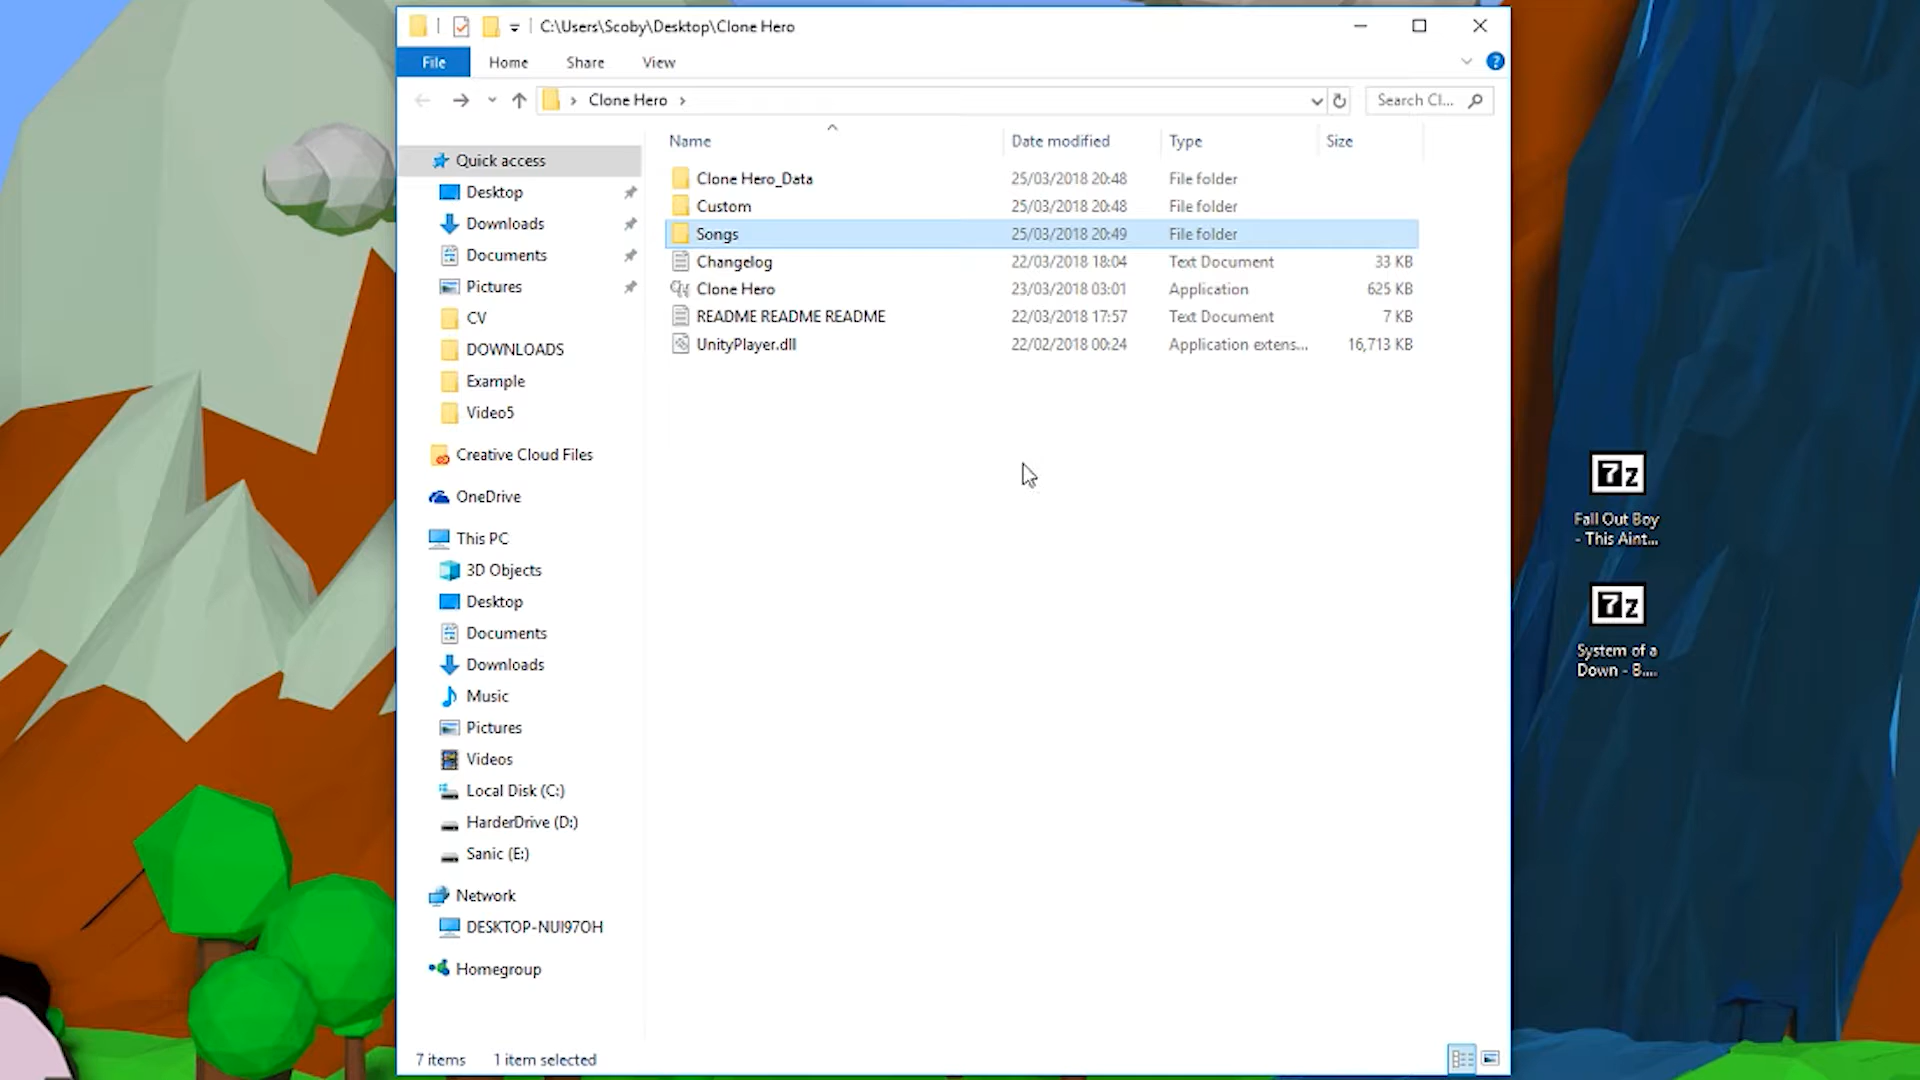 C:\Users\Scoby\Desktop\Clone Hero
File Home Share View
Clone Hero
Search Cl...
Name Date modified Type Size
Quick access
Desktop
Downloads
Documents
Pictures
CV
DOWNLOADS
Example
Video5
Creative Cloud Files
OneDrive
This PC
3D Objects
Desktop
Documents
Downloads
Music
Pictures
Videos
Local Disk (C:)
HarderDrive (D:)
Sanic (E:)
Network
DESKTOP-NUI97OH
Homegroup
Clone Hero_Data 25/03/2018 20:48 File folder
Custom 25/03/2018 20:48 File folder
Songs 25/03/2018 20:49 File folder
Changelog 22/03/2018 18:04 Text Document 33 KB
Clone Hero 23/03/2018 03:01 Application 625 KB
README README README 22/03/2018 17:57 Text Document 7 KB
UnityPlayer.dll 22/02/2018 00:24 Application extens... 16,713 KB
7z
Fall Out Boy
- This Aint...
7z
System of a
Down - B....
7 items 1 item selected